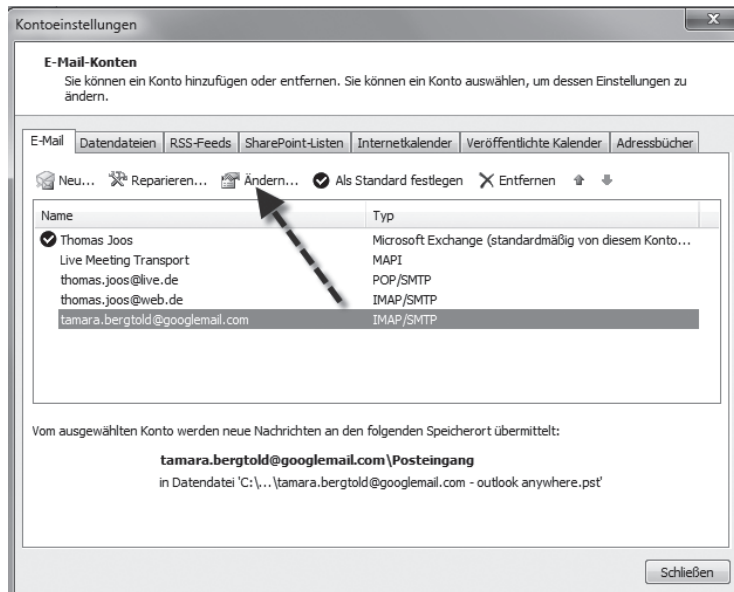 Kontoeinstellungen
E-Mail-Konten
Sie können ein Konto hinzufügen oder entfernen. Sie können ein Konto auswählen, um dessen Einstellungen zu
ändern.
E-Mail Datendateien RSS-Feeds SharePoint-Listen Internetkalender Veröffentlichte Kalender Adressbücher
Neu... Reparieren... Ändern... Als Standard festlegen Entfernen
Name Typ
Thomas Joos Microsoft Exchange (standardmäßig von diesem Konto...
Live Meeting Transport MAPI
thomas.joos@live.de POP/SMTP
thomas.joos@web.de IMAP/SMTP
tamara.bergtold@googlemail.com IMAP/SMTP
Vom ausgewählten Konto werden neue Nachrichten an den folgenden Speicherort übermittelt:
tamara.bergtold@googlemail.com\Posteingang
in Datendatei 'C:\...\tamara.bergtold@googlemail.com - outlook anywhere.pst'
Schließen